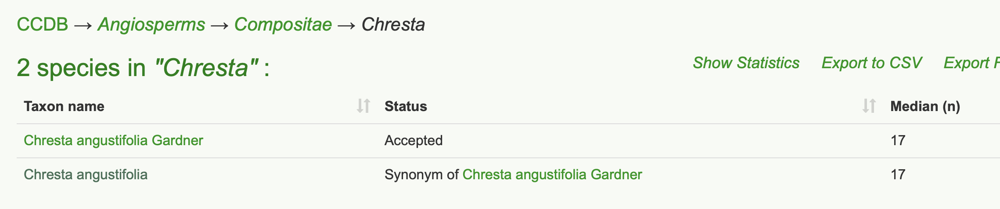 CCDB → Angiosperms → Compositae → Chresta
2 species in "Chresta" :
Show Statistics Export to CSV Export
Taxon name Status Median (n)
Chresta angustifolia Gardner Accepted 17
Chresta angustifolia Synonym of Chresta angustifolia Gardner 17